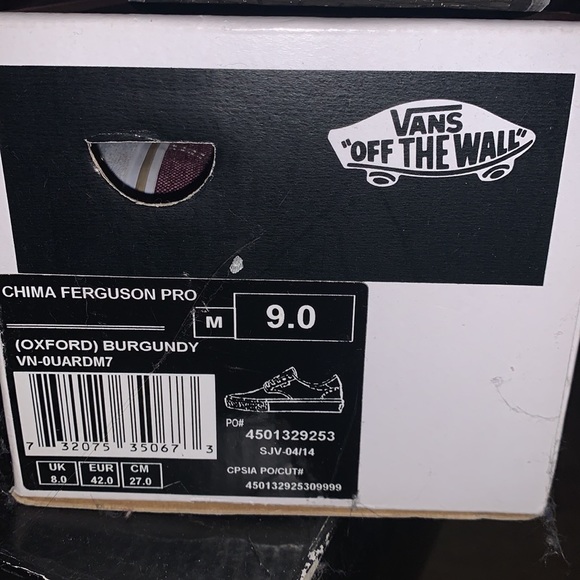 VANS
"OFF THE WALL"
CHIMA FERGUSON PRO
M 9.0
(OXFORD) BURGUNDY
VN-0UARDM7
7 32075 35067 3
PO#
4501329253
SJV-04/14
UK EUR CM
8.0 42.0 27.0
CPSIA PO/CUT#
450132925309999